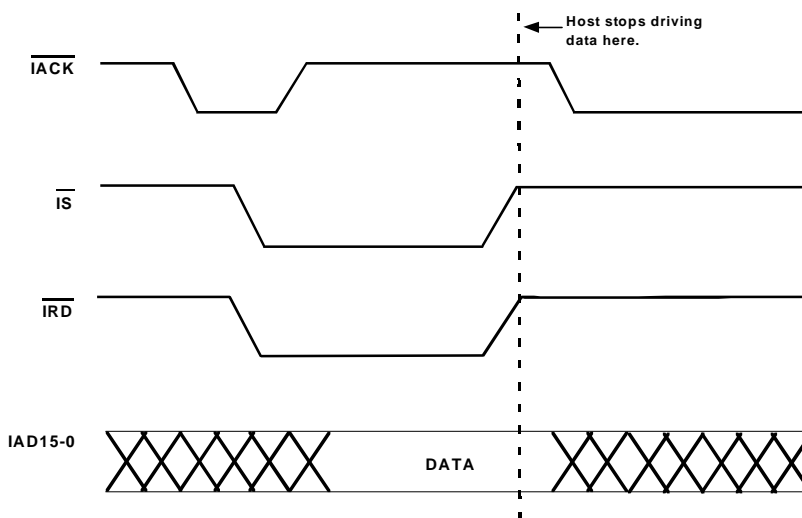 Host stops driving
data here.
IACK
IS
IRD
IAD15-0
DATA